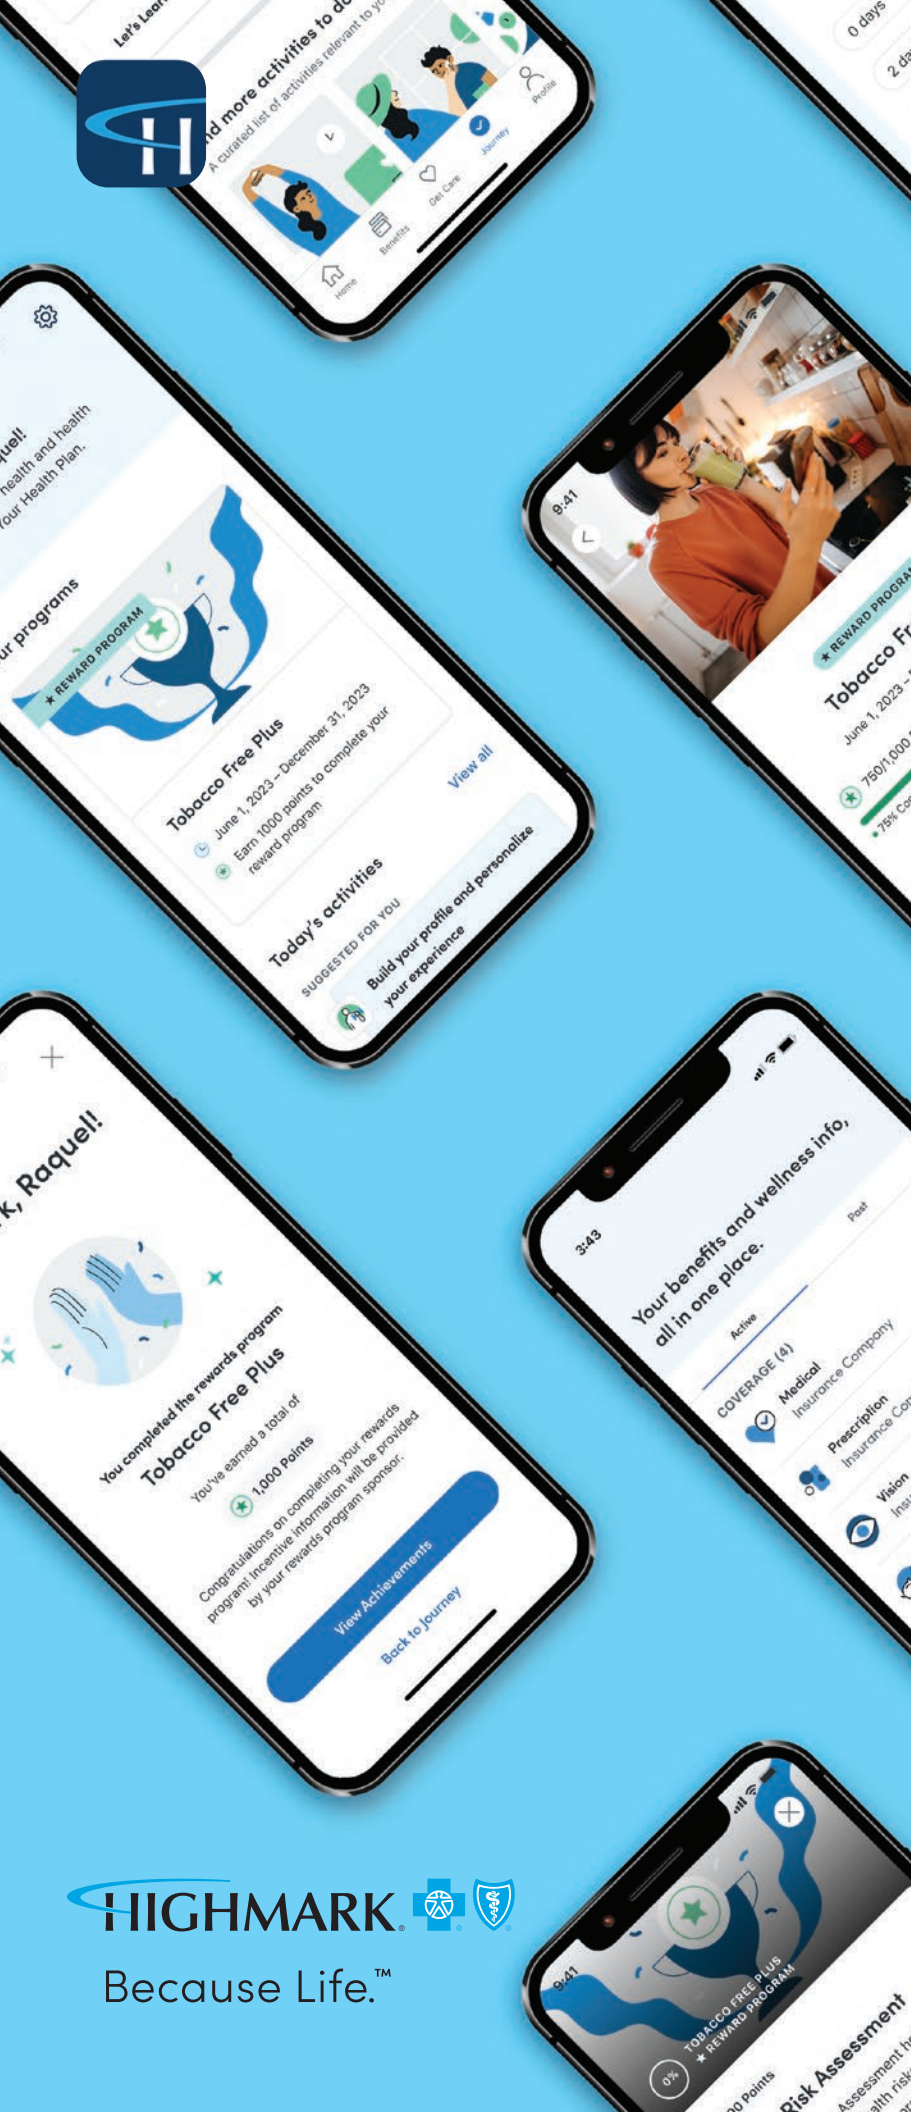 Let's Lear
nd more activities to do
A curated list of activities relevant to yo
Home
Benefits
Get Care
Journey
Profile
0 days
2 da
H
quel!
health and health
Your Health Plan.
ur programs
★ REWARD PROGRAM
Tobacco Free Plus
June 1, 2023 – December 31, 2023
Earn 1000 points to complete your
reward program
View all
Today's activities
SUGGESTED FOR YOU
Build your profile and personalize
your experience
9:41
★ REWARD PROGRAM
Tobacco Fr
June 1, 2023 –
750/1,000
75% Com
k, Raquel!
You completed the rewards program
Tobacco Free Plus
You've earned a total of
1,000 Points
Congratulations on completing your rewards
program! Incentive information will be provided
by your rewards program sponsor.
View Achievements
Back to Journey
3:43
Your benefits and wellness info,
all in one place.
Active
Past
COVERAGE (4)
Medical
Insurance Company
Prescription
Insurance Com
Vision
Insu
9:41
TOBACCO FREE PLUS
★ REWARD PROGRAM
0%
00 Points
Risk Assessment
Assessment h
alth risk
HIGHMARK®
Because Life.™